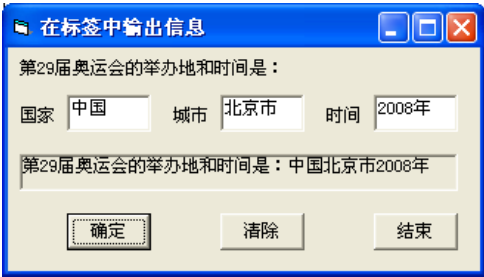 在标签中输出信息
第29届奥运会的举办地和时间是：
国家 中国 城市 北京市 时间 2008年
第29届奥运会的举办地和时间是：中国北京市2008年
确定 清除 结束